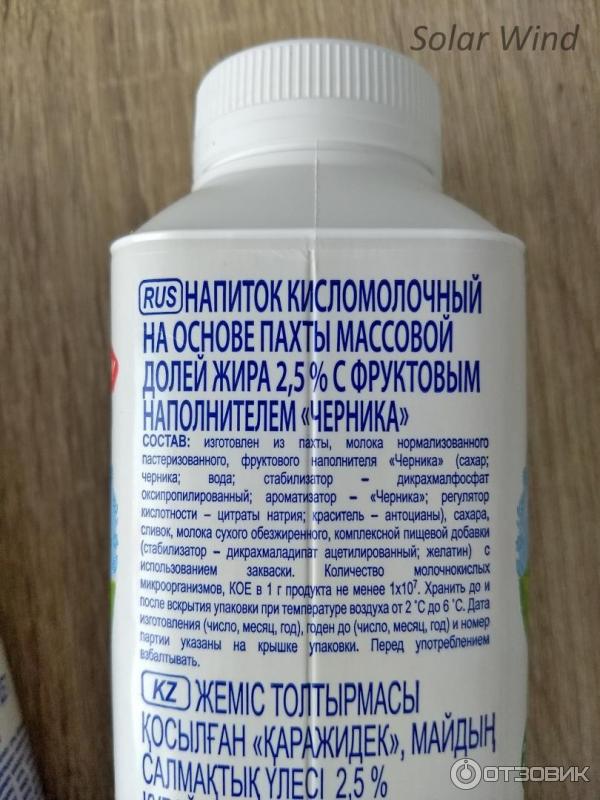 Solar Wind
RUS НАПИТОК КИСЛОМОЛОЧНЫЙ
НА ОСНОВЕ ПАХТЫ МАССОВОЙ
ДОЛЕЙ ЖИРА 2,5 % С ФРУКТОВЫМ
НАПОЛНИТЕЛЕМ «ЧЕРНИКА»
СОСТАВ: изготовлен из пахты, молока нормализованного
пастеризованного, фруктового наполнителя «Черника» (сахар;
черника; вода; стабилизатор – дикрахмалфосфат
оксипропилированный; ароматизатор – «Черника»; регулятор
кислотности – цитраты натрия; краситель – антоцианы), сахара,
сливок, молока сухого обезжиренного, комплексной пищевой добавки
(стабилизатор – дикрахмаладипат ацетилированный; желатин) с
использованием закваски. Количество молочнокислых
микроорганизмов, КОЕ в 1 г продукта не менее 1х10⁷. Хранить до и
после вскрытия упаковки при температуре воздуха от 2 ˚С до 6 ˚С. Дата
изготовления (число, месяц, год), годен до (число, месяц, год) и номер
партии указаны на крышке упаковки. Перед употреблением
взбалтывать.
KZ ЖЕМІС ТОЛТЫРМАСЫ
ҚОСЫЛҒАН «ҚАРАЖИДЕК», МАЙДЫҢ
САЛМАҚТЫҚ ҮЛЕСІ 2,5 %
ОТЗОВИК